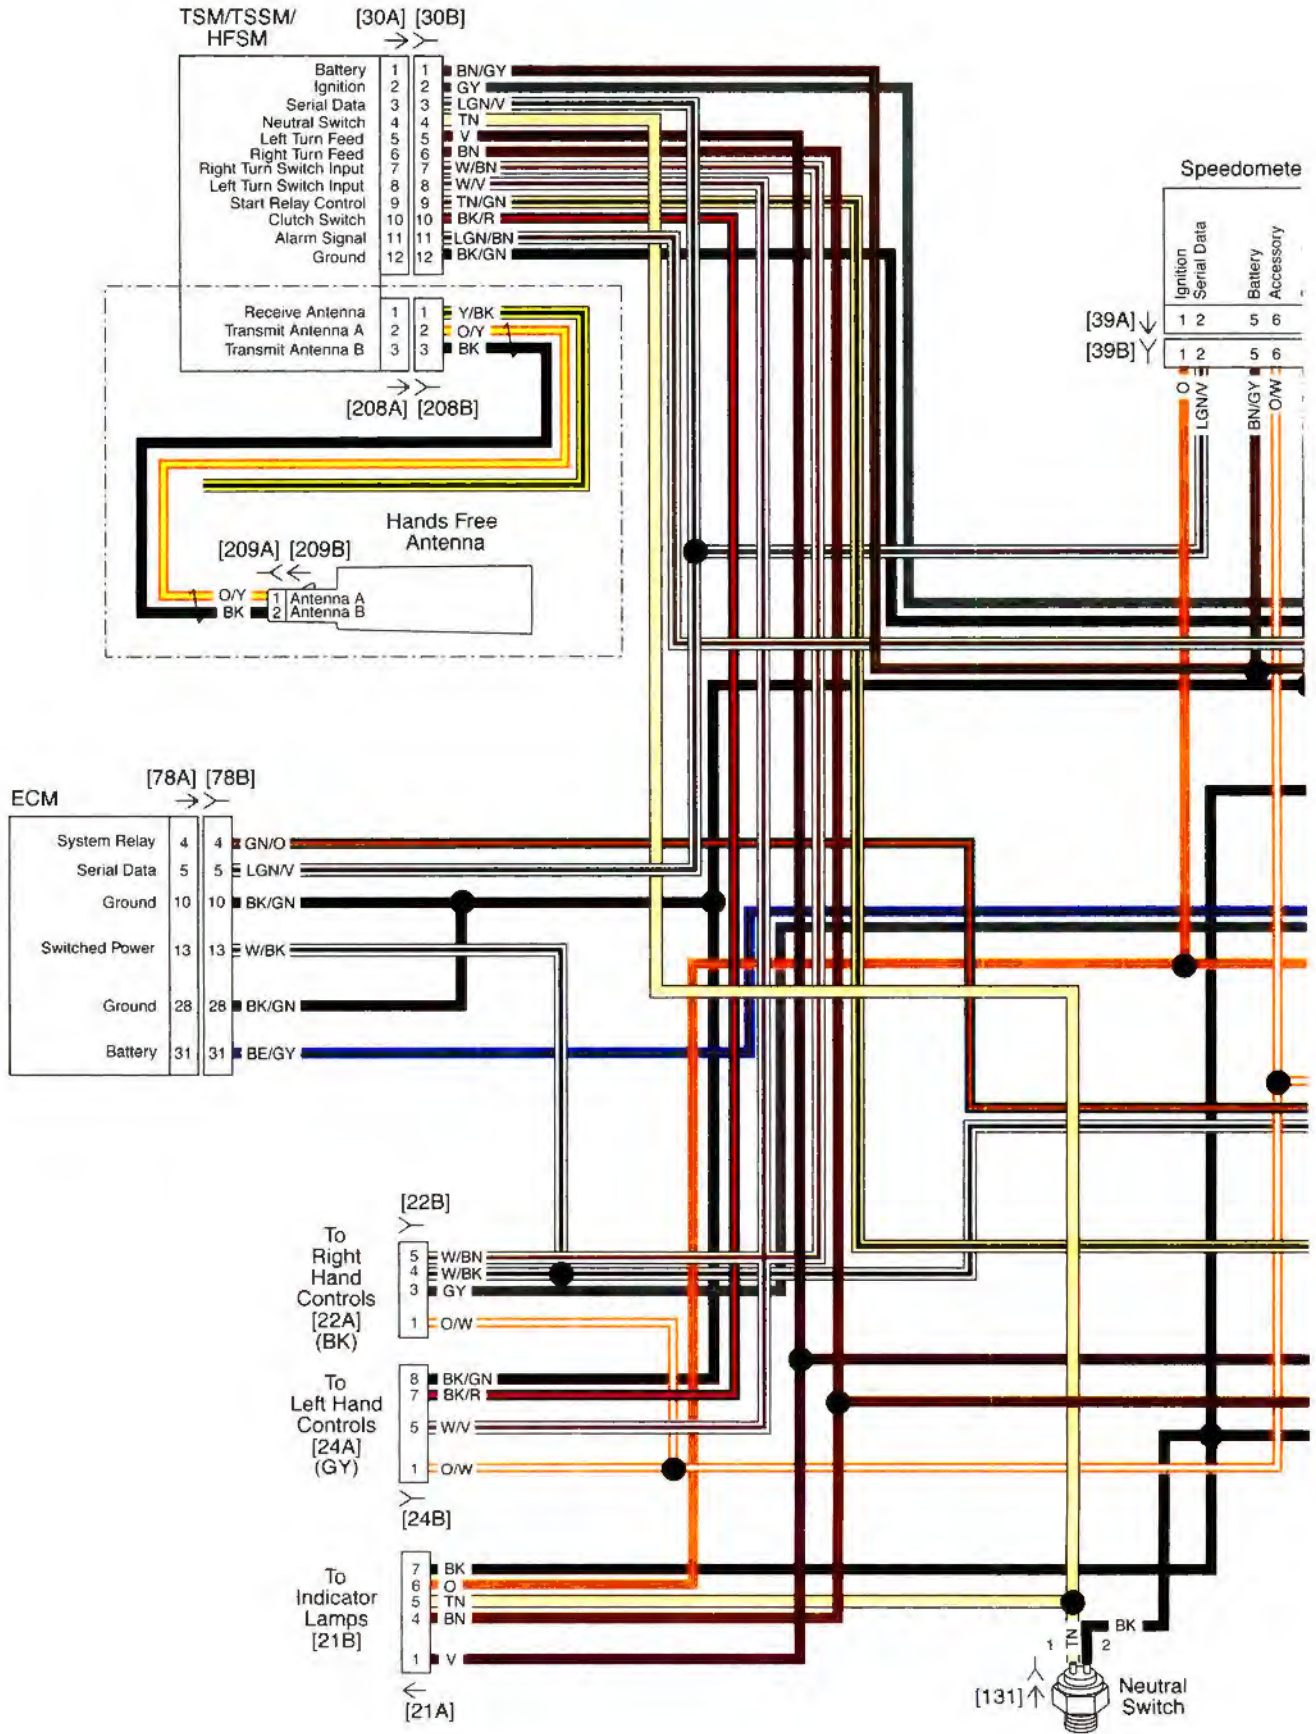 TSM/TSSM/
HFSM
[30A] [30B]
Battery 1 1 BN/GY
Ignition 2 2 GY
Serial Data 3 3 LGN/V
Neutral Switch 4 4 TN
Left Turn Feed 5 5 V
Right Turn Feed 6 6 BN
Right Turn Switch Input 7 7 W/BN
Left Turn Switch Input 8 8 W/V
Start Relay Control 9 9 TN/GN
Clutch Switch 10 10 BK/R
Alarm Signal 11 11 LGN/BN
Ground 12 12 BK/GN
Receive Antenna 1 1 Y/BK
Transmit Antenna A 2 2 O/Y
Transmit Antenna B 3 3 BK
[208A] [208B]
Hands Free
Antenna
[209A] [209B]
O/Y 1 Antenna A
BK 2 Antenna B
Speedomete
Ignition
Serial Data
Battery
Accessory
[39A] 1 2 5 6
[39B] 1 2 5 6
O
LGN/V
BN/GY
O/W
ECM
[78A] [78B]
System Relay 4 4 GN/O
Serial Data 5 5 LGN/V
Ground 10 10 BK/GN
Switched Power 13 13 W/BK
Ground 28 28 BK/GN
Battery 31 31 BE/GY
[22B]
To
Right
Hand
Controls
[22A]
(BK)
5 W/BN
4 W/BK
3 GY
1 O/W
To
Left Hand
Controls
[24A]
(GY)
8 BK/GN
7 BK/R
5 W/V
1 O/W
[24B]
To
Indicator
Lamps
[21B]
7 BK
6 O
5 TN
4 BN
1 V
[21A]
BK
1 TN 2
[131]
Neutral
Switch